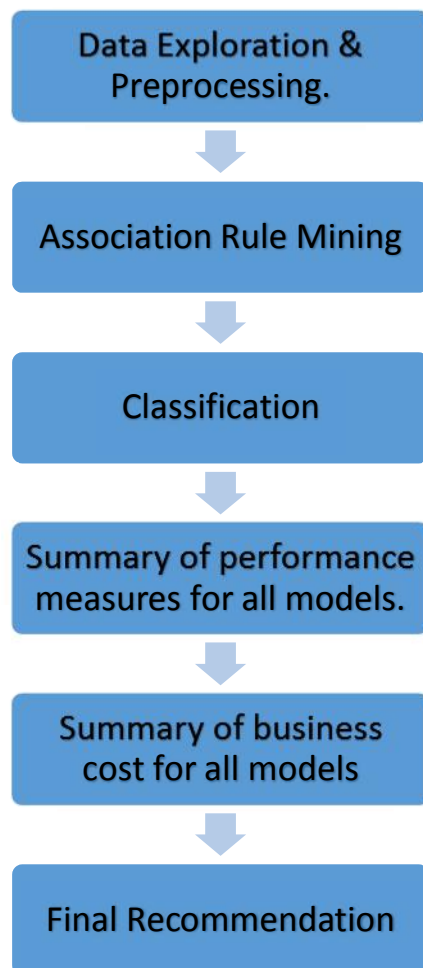 Data Exploration &
Preprocessing.
Association Rule Mining
Classification
Summary of performance
measures for all models.
Summary of business
cost for all models
Final Recommendation